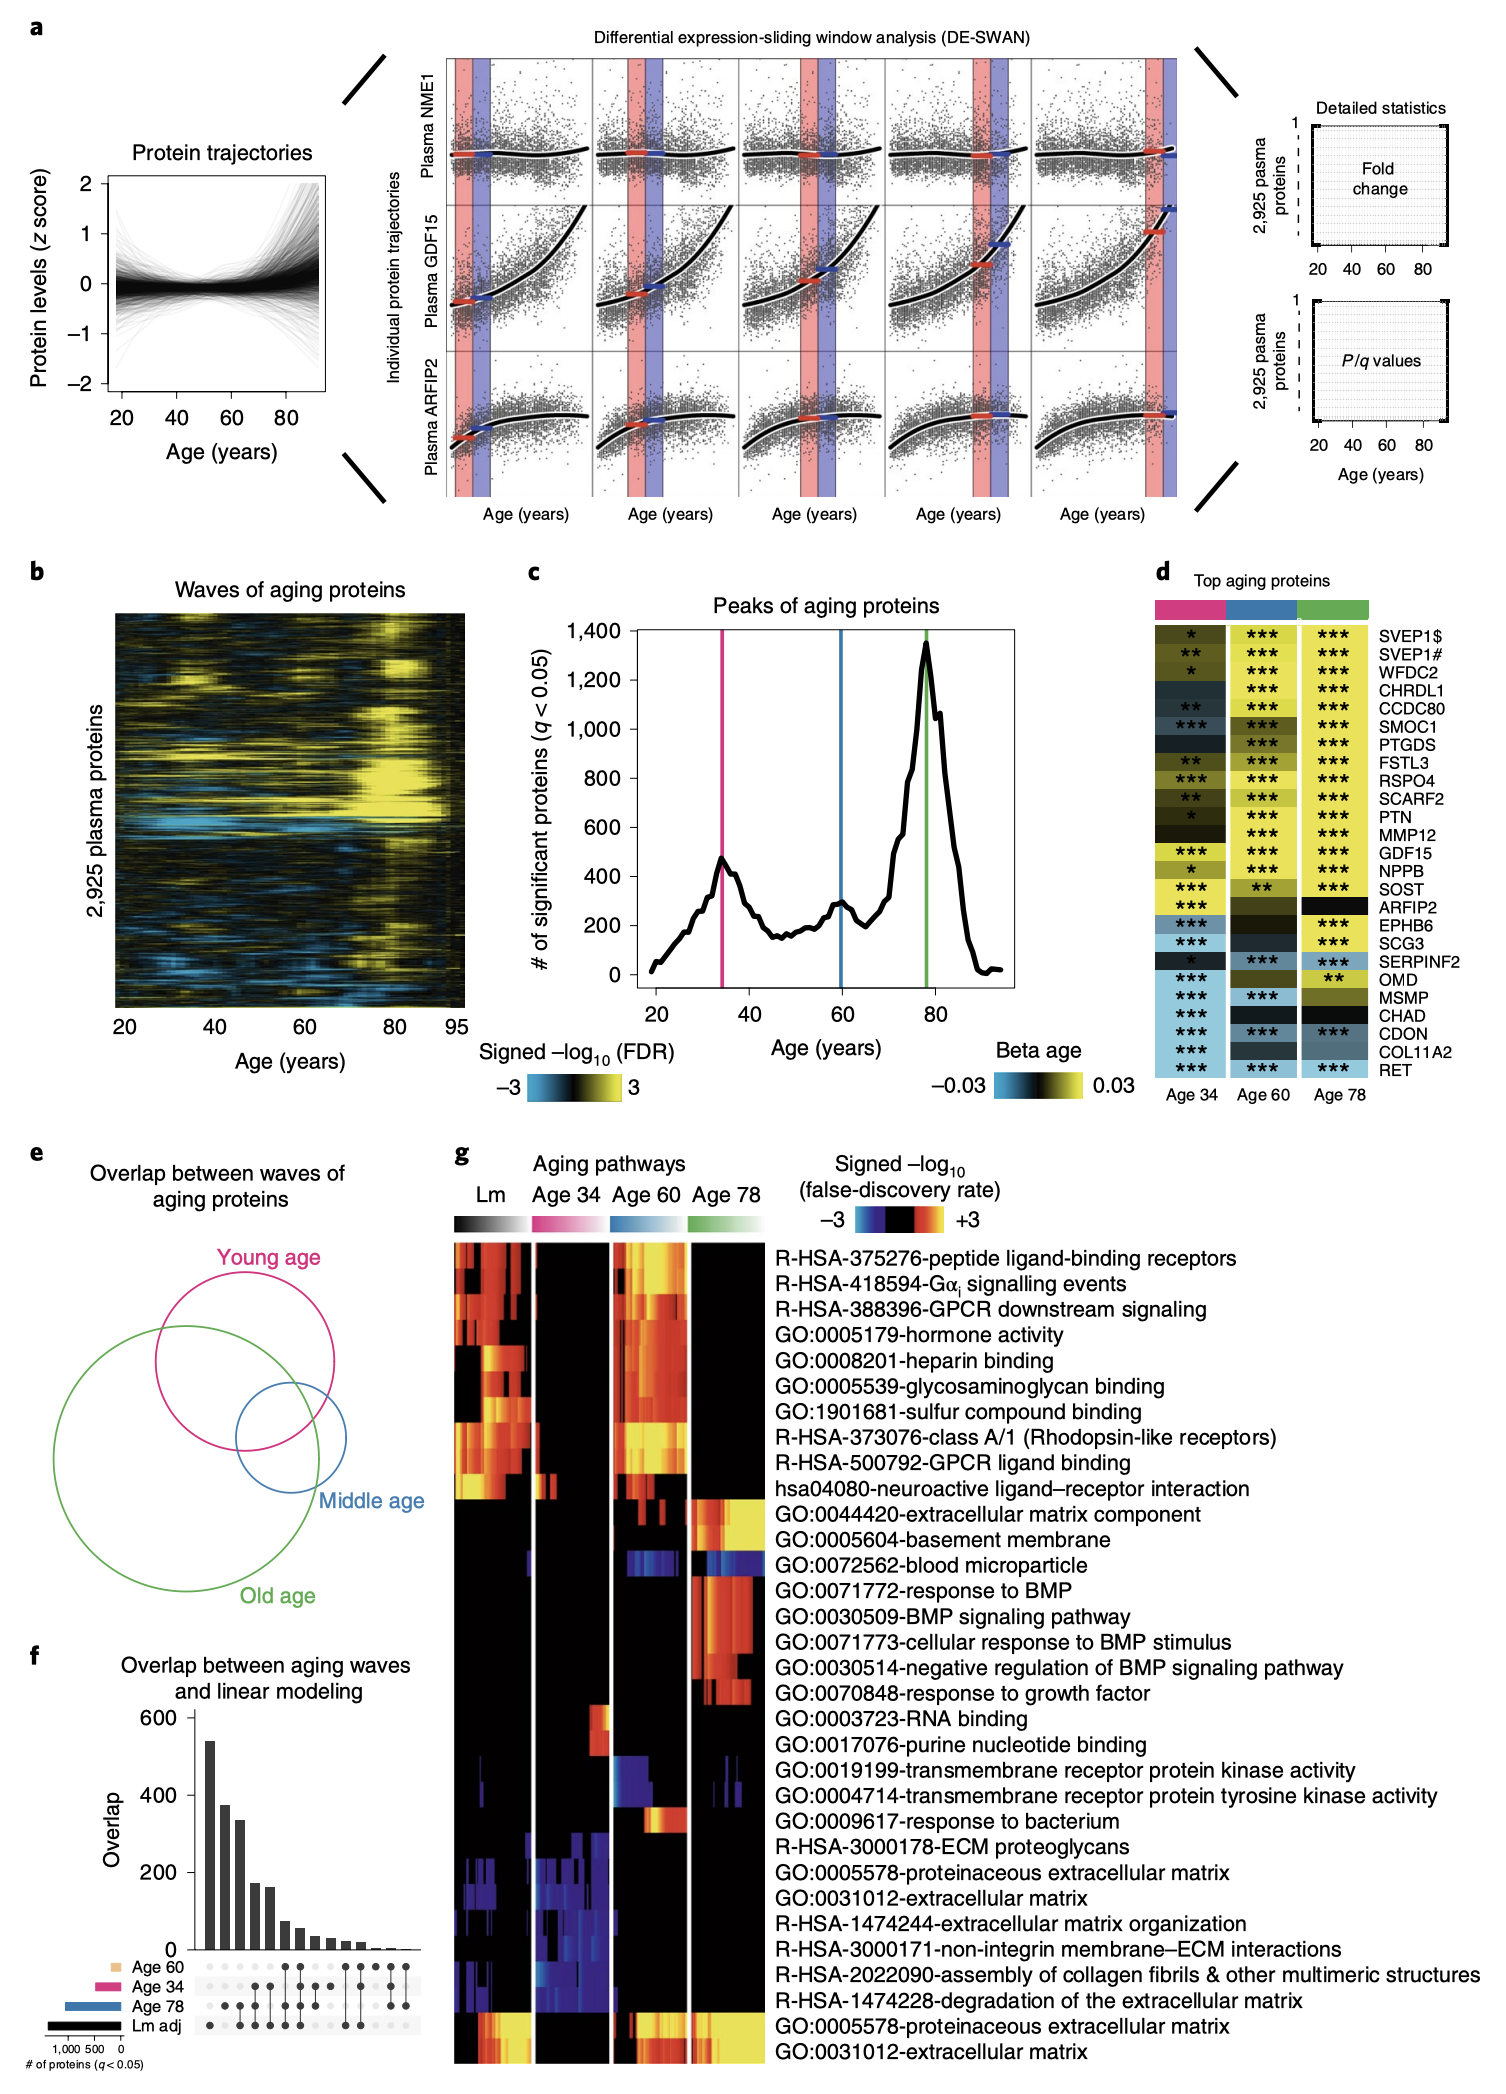 a
Differential expression-sliding window analysis (DE-SWAN)
Protein trajectories
Protein levels (z score)
2
1
0
–1
–2
20 40 60 80
Age (years)
Individual protein trajectories
Plasma NME1
Plasma GDF15
Plasma ARFIP2
Age (years) Age (years) Age (years) Age (years) Age (years)
Detailed statistics
1
2,925 pasma
proteins
Fold
change
20 40 60 80
1
2,925 pasma
proteins
P/q values
20 40 60 80
Age (years)
b
Waves of aging proteins
2,925 plasma proteins
20 40 60 80 95
Age (years)
Signed –log10 (FDR)
–3 3
c
Peaks of aging proteins
# of significant proteins (q < 0.05)
1,400
1,200
1,000
800
600
400
200
0
20 40 60 80
Age (years)
Beta age
–0.03 0.03
d
Top aging proteins
* *** *** SVEP1$
** *** *** SVEP1#
* *** *** WFDC2
*** *** CHRDL1
** *** *** CCDC80
*** *** *** SMOC1
*** *** PTGDS
** *** *** FSTL3
*** *** *** RSPO4
** *** *** SCARF2
* *** *** PTN
*** *** MMP12
*** *** *** GDF15
* *** *** NPPB
*** ** *** SOST
*** ARFIP2
*** *** EPHB6
*** *** SCG3
* *** *** SERPINF2
*** ** OMD
*** *** MSMP
*** CHAD
*** *** *** CDON
*** COL11A2
*** *** *** RET
Age 34 Age 60 Age 78
e
Overlap between waves of
aging proteins
Young age
Middle age
Old age
f
Overlap between aging waves
and linear modeling
Overlap
600
400
200
0
Age 60
Age 34
Age 78
Lm adj
1,000 500 0
# of proteins (q < 0.05)
g
Aging pathways
Lm Age 34 Age 60 Age 78
Signed –log10
(false-discovery rate)
–3 +3
R-HSA-375276-peptide ligand-binding receptors
R-HSA-418594-Gαi signalling events
R-HSA-388396-GPCR downstream signaling
GO:0005179-hormone activity
GO:0008201-heparin binding
GO:0005539-glycosaminoglycan binding
GO:1901681-sulfur compound binding
R-HSA-373076-class A/1 (Rhodopsin-like receptors)
R-HSA-500792-GPCR ligand binding
hsa04080-neuroactive ligand–receptor interaction
GO:0044420-extracellular matrix component
GO:0005604-basement membrane
GO:0072562-blood microparticle
GO:0071772-response to BMP
GO:0030509-BMP signaling pathway
GO:0071773-cellular response to BMP stimulus
GO:0030514-negative regulation of BMP signaling pathway
GO:0070848-response to growth factor
GO:0003723-RNA binding
GO:0017076-purine nucleotide binding
GO:0019199-transmembrane receptor protein kinase activity
GO:0004714-transmembrane receptor protein tyrosine kinase activity
GO:0009617-response to bacterium
R-HSA-3000178-ECM proteoglycans
GO:0005578-proteinaceous extracellular matrix
GO:0031012-extracellular matrix
R-HSA-1474244-extracellular matrix organization
R-HSA-3000171-non-integrin membrane–ECM interactions
R-HSA-2022090-assembly of collagen fibrils & other multimeric structures
R-HSA-1474228-degradation of the extracellular matrix
GO:0005578-proteinaceous extracellular matrix
GO:0031012-extracellular matrix